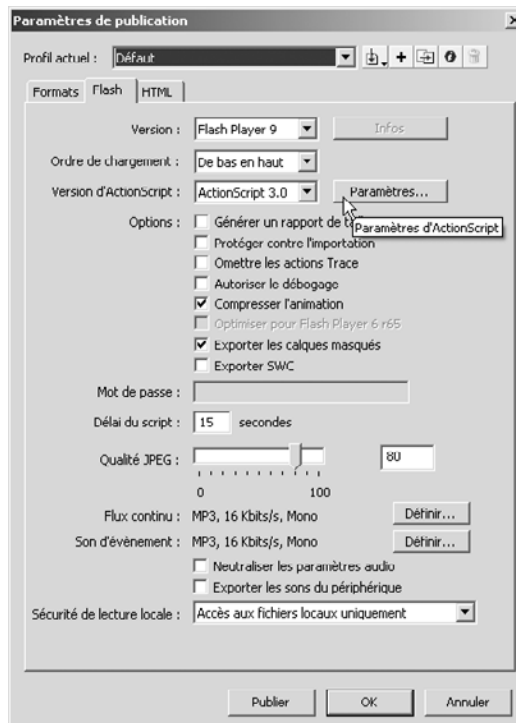 Paramètres de publication
Profil actuel : Défaut
Formats Flash HTML
Version : Flash Player 9 Infos
Ordre de chargement : De bas en haut
Version d'ActionScript : ActionScript 3.0 Paramètres...
Options : Générer un rapport de
Paramètres d'ActionScript
Protéger contre l'importation
Omettre les actions Trace
Autoriser le débogage
Compresser l'animation
Optimiser pour Flash Player 6 r65
Exporter les calques masqués
Exporter SWC
Mot de passe :
Délai du script : 15 secondes
Qualité JPEG : 80
0 100
Flux continu : MP3, 16 Kbits/s, Mono Définir...
Son d'évènement : MP3, 16 Kbits/s, Mono Définir...
Neutraliser les paramètres audio
Exporter les sons du périphérique
Sécurité de lecture locale : Accès aux fichiers locaux uniquement
Publier OK Annuler